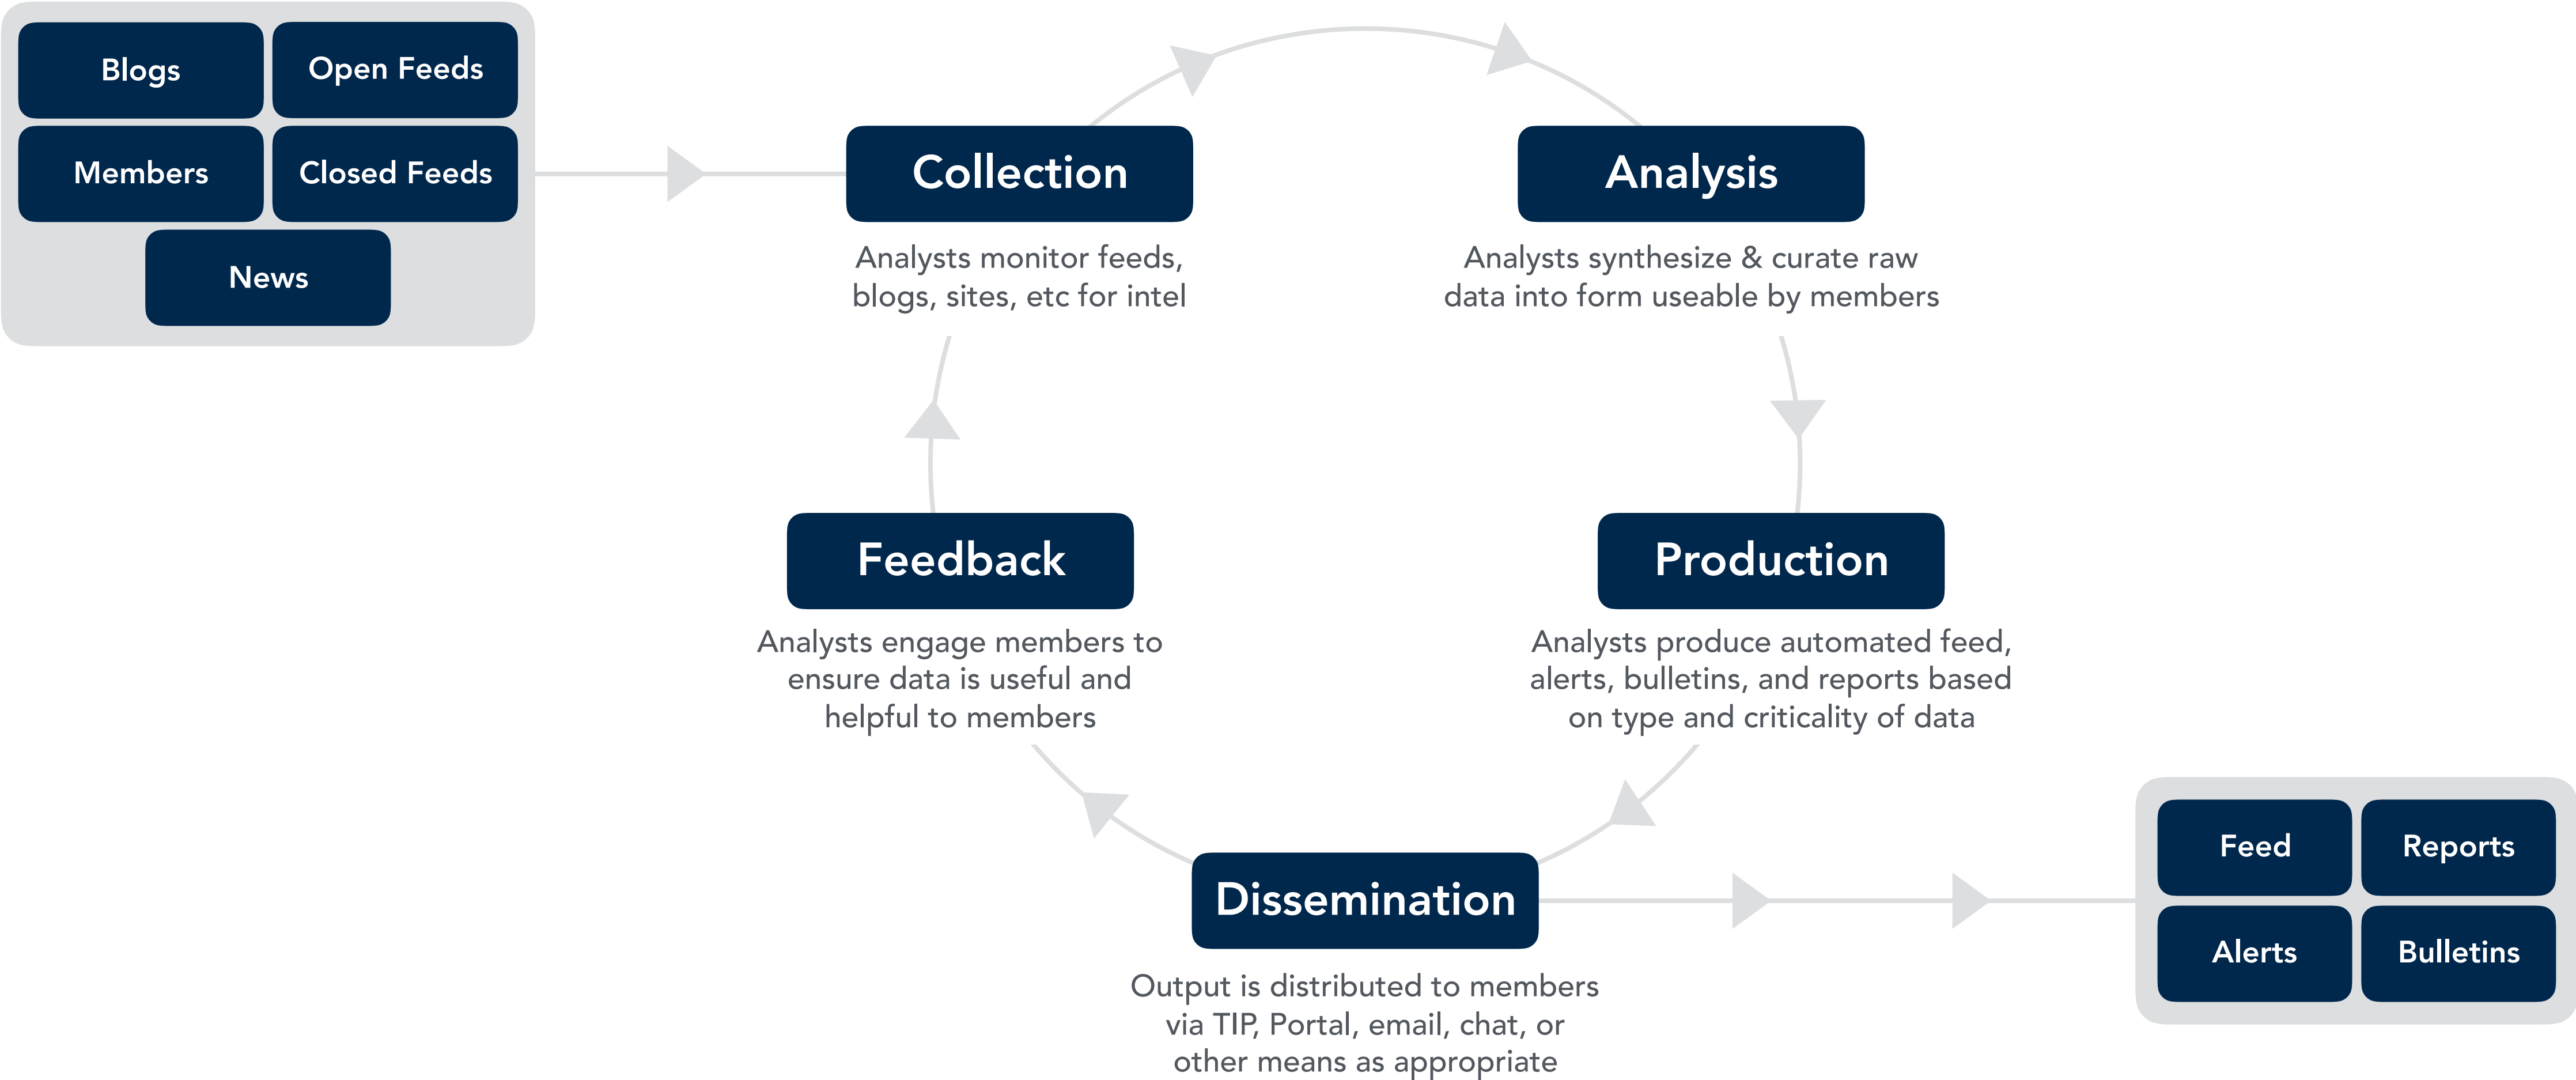 Blogs
Open Feeds
Members
Closed Feeds
News
Collection
Analysts monitor feeds,
blogs, sites, etc for intel
Analysis
Analysts synthesize & curate raw
data into form useable by members
Feedback
Analysts engage members to
ensure data is useful and
helpful to members
Production
Analysts produce automated feed,
alerts, bulletins, and reports based
on type and criticality of data
Dissemination
Output is distributed to members
via TIP, Portal, email, chat, or
other means as appropriate
Feed
Reports
Alerts
Bulletins